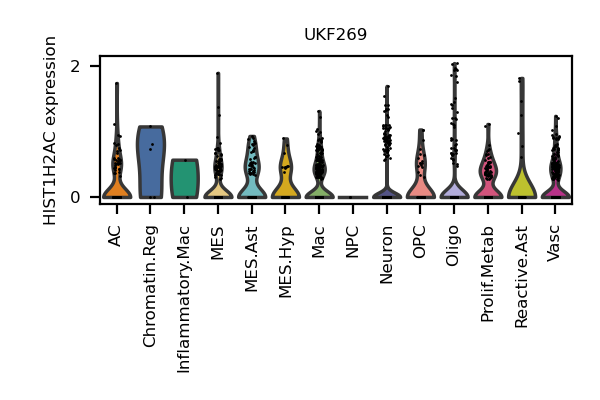 UKF269
HIST1H2AC expression
2
0
AC
Chromatin.Reg
Inflammatory.Mac
MES
MES.Ast
MES.Hyp
Mac
NPC
Neuron
OPC
Oligo
Prolif.Metab
Reactive.Ast
Vasc